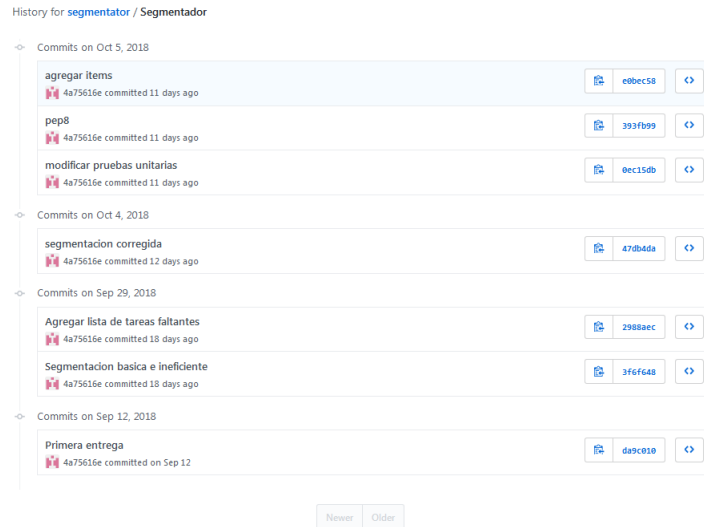 History for segmentator / Segmentador
Commits on Oct 5, 2018
agregar items
4a75616e committed 11 days ago
e0bec58
pep8
4a75616e committed 11 days ago
393fb99
modificar pruebas unitarias
4a75616e committed 11 days ago
0ec15db
Commits on Oct 4, 2018
segmentacion corregida
4a75616e committed 12 days ago
47db4da
Commits on Sep 29, 2018
Agregar lista de tareas faltantes
4a75616e committed 18 days ago
2988aec
Segmentacion basica e ineficiente
4a75616e committed 18 days ago
3f6f648
Commits on Sep 12, 2018
Primera entrega
4a75616e committed on Sep 12
da9c010
Newer Older